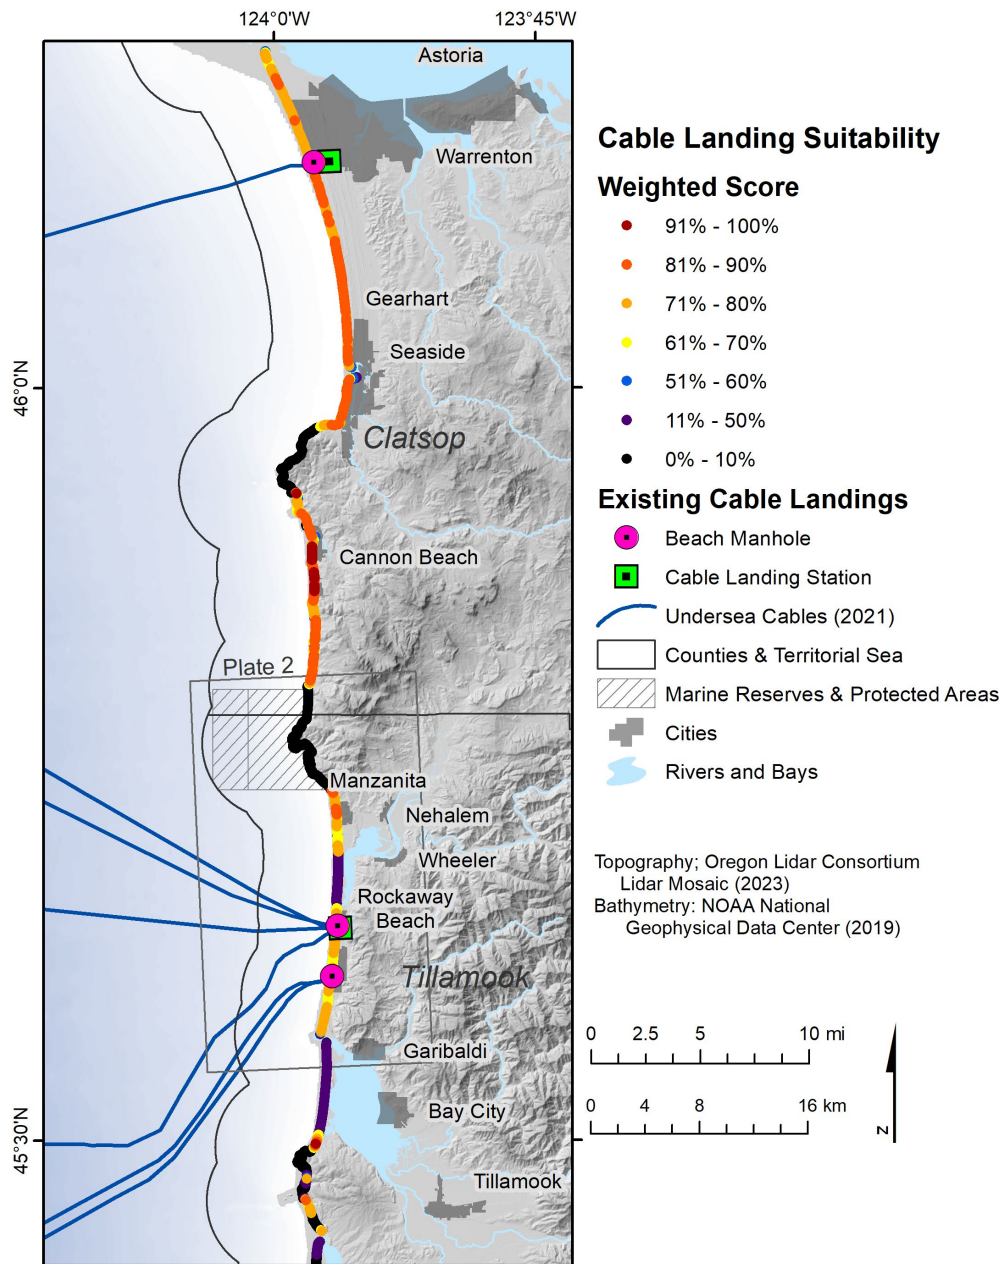 124°0'W
123°45'W
Astoria
Warrenton
Gearhart
Seaside
46°0'N
Clatsop
Cannon Beach
Plate 2
Manzanita
Nehalem
Wheeler
Rockaway
Beach
Tillamook
Garibaldi
Bay City
45°30'N
Tillamook
Cable Landing Suitability
Weighted Score
91% - 100%
81% - 90%
71% - 80%
61% - 70%
51% - 60%
11% - 50%
0% - 10%
Existing Cable Landings
Beach Manhole
Cable Landing Station
Undersea Cables (2021)
Counties & Territorial Sea
Marine Reserves & Protected Areas
Cities
Rivers and Bays
Topography; Oregon Lidar Consortium
Lidar Mosaic (2023)
Bathymetry: NOAA National
Geophysical Data Center (2019)
0 2.5 5 10 mi
0 4 8 16 km
N